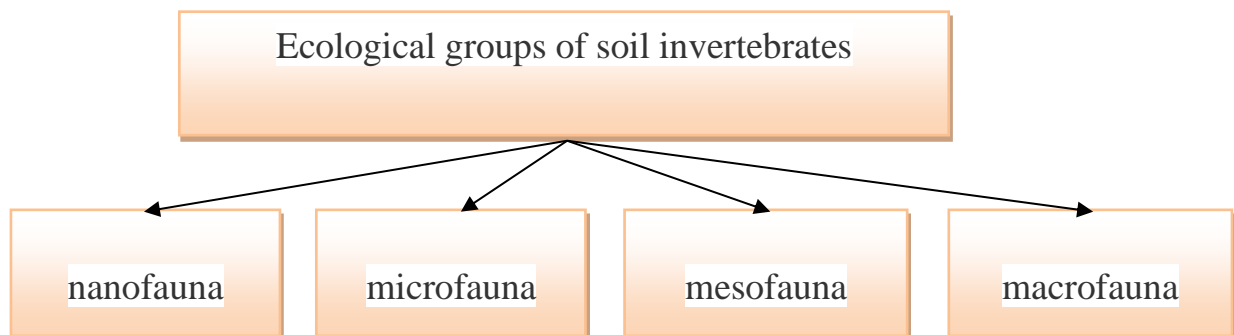 Ecological groups of soil invertebrates
nanofauna
microfauna
mesofauna
macrofauna